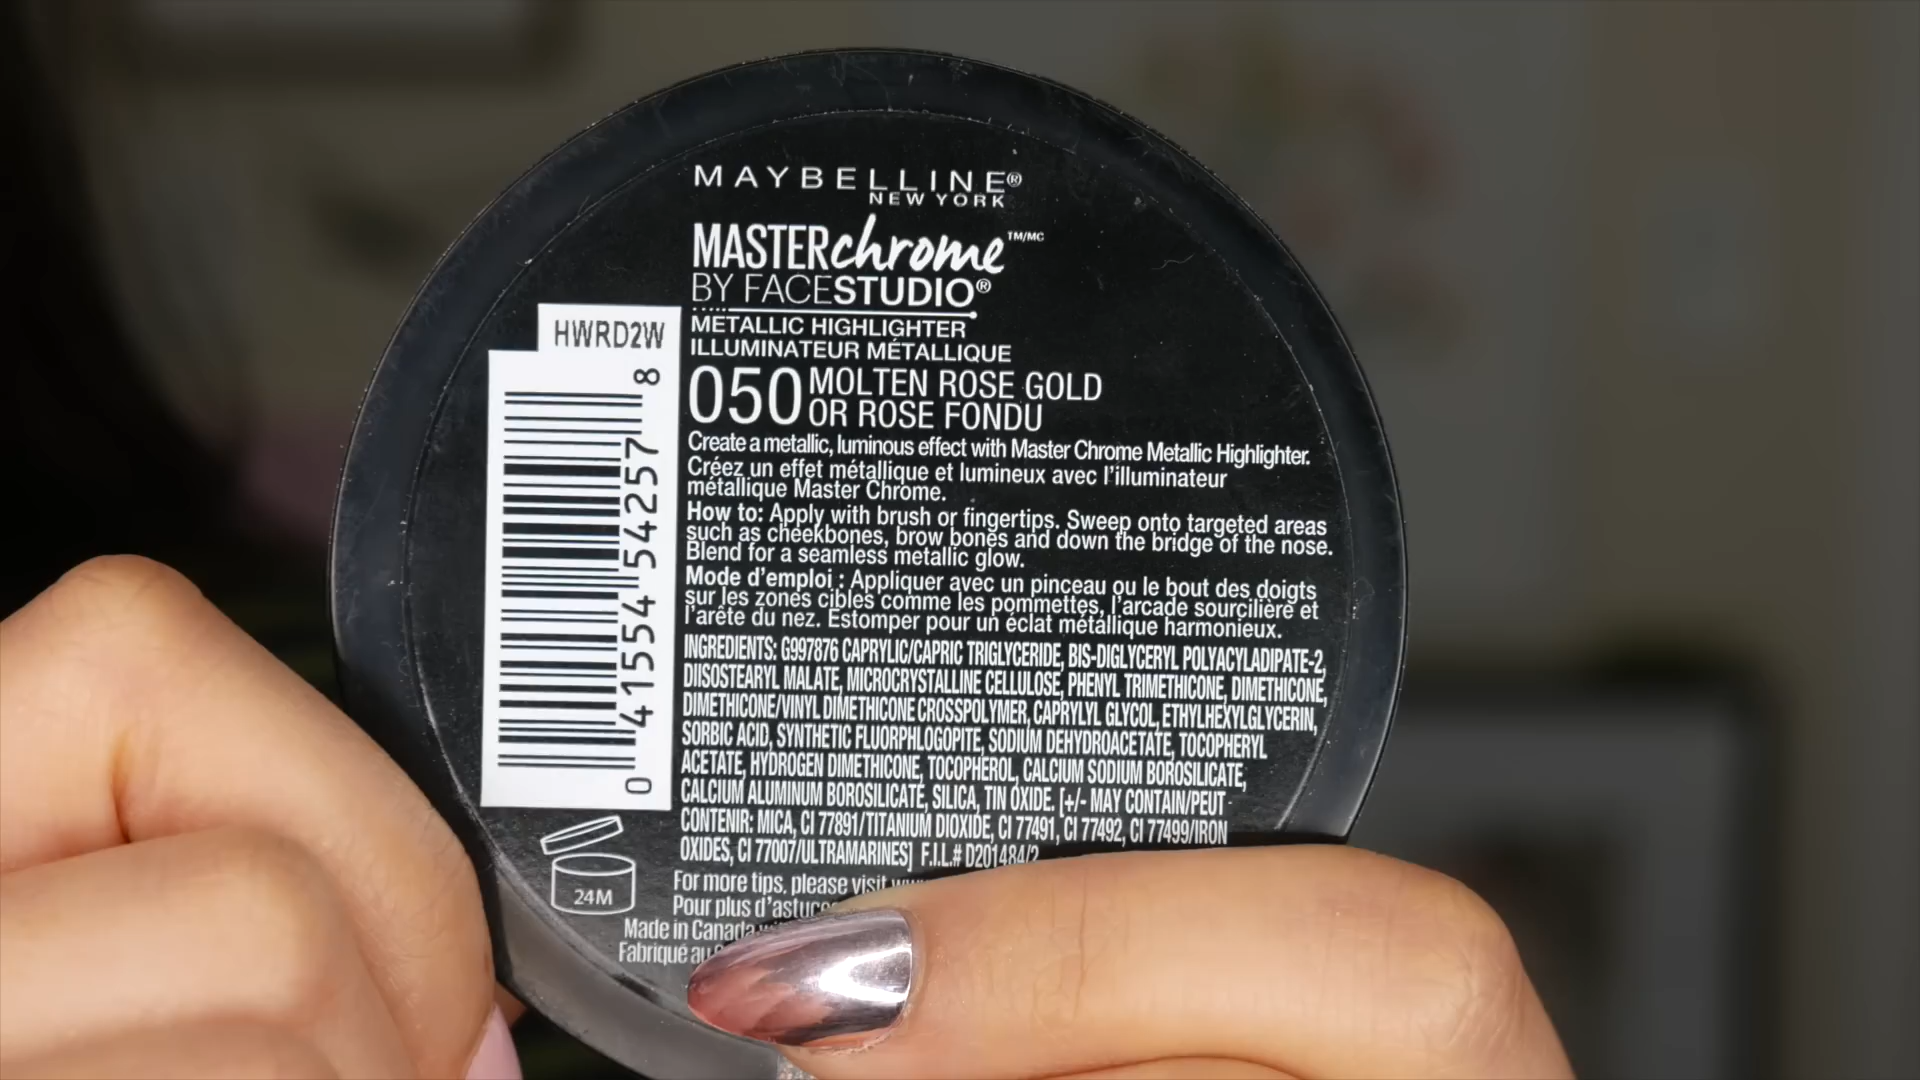 MAYBELLINE®
NEW YORK
MASTERchrome™/MC
BY FACESTUDIO®
METALLIC HIGHLIGHTER
ILLUMINATEUR MÉTALLIQUE
050 MOLTEN ROSE GOLD
OR ROSE FONDU
Create a metallic, luminous effect with Master Chrome Metallic Highlighter.
Créez un effet métallique et lumineux avec l'illuminateur
métallique Master Chrome.
How to: Apply with brush or fingertips. Sweep onto targeted areas
such as cheekbones, brow bones and down the bridge of the nose.
Blend for a seamless metallic glow.
Mode d'emploi : Appliquer avec un pinceau ou le bout des doigts
sur les zones cibles comme les pommettes, l'arcade sourcilière et
l'arête du nez. Estomper pour un éclat métallique harmonieux.
INGREDIENTS: G997876 CAPRYLIC/CAPRIC TRIGLYCERIDE, BIS-DIGLYCERYL POLYACYLADIPATE-2,
DIISOSTEARYL MALATE, MICROCRYSTALLINE CELLULOSE, PHENYL TRIMETHICONE, DIMETHICONE,
DIMETHICONE/VINYL DIMETHICONE CROSSPOLYMER, CAPRYLYL GLYCOL, ETHYLHEXYLGLYCERIN,
SORBIC ACID, SYNTHETIC FLUORPHLOGOPITE, SODIUM DEHYDROACETATE, TOCOPHERYL
ACETATE, HYDROGEN DIMETHICONE, TOCOPHEROL, CALCIUM SODIUM BOROSILICATE,
CALCIUM ALUMINUM BOROSILICATE, SILICA, TIN OXIDE. [+/- MAY CONTAIN/PEUT
CONTENIR: MICA, CI 77891/TITANIUM DIOXIDE, CI 77491, CI 77492, CI 77499/IRON
OXIDES, CI 77007/ULTRAMARINES] F.I.L.# D201484/2
For more tips, please visit
Pour plus d'astuces
Made in Canada
Fabriqué au
HWRD2W
0 41554 54257 8
24M